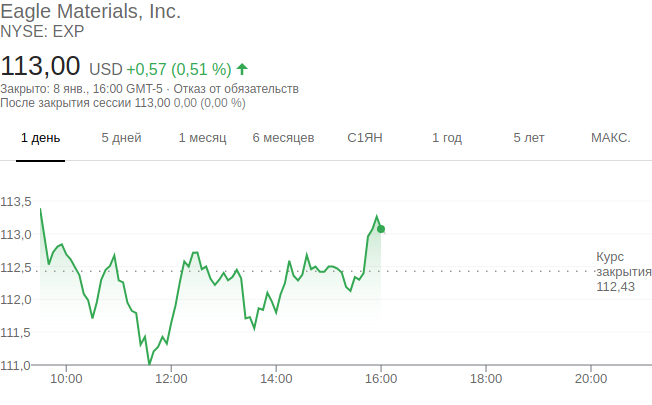 Eagle Materials, Inc.
NYSE: EXP
113,00 USD +0,57 (0,51 %)
Закрыто: 8 янв., 16:00 GMT-5 · Отказ от обязательств
После закрытия сессии 113,00 0,00 (0,00 %)
1 день 5 дней 1 месяц 6 месяцев С1ЯН 1 год 5 лет МАКС.
113,5
113,0
112,5
112,0
111,5
111,0
Курс
закрытия
112,43
10:00 12:00 14:00 16:00 18:00 20:00